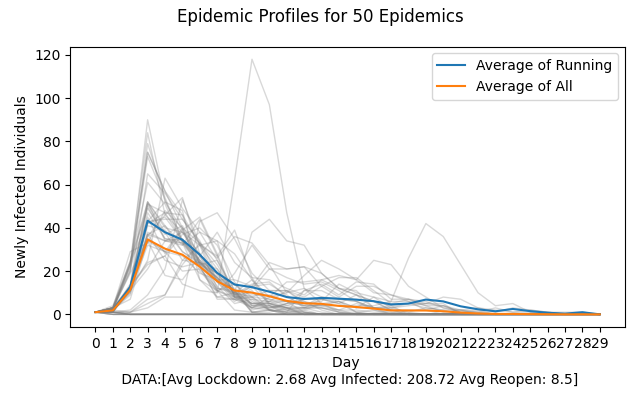 Epidemic Profiles for 50 Epidemics
120
100
80
60
40
20
0
Newly Infected Individuals
Average of Running
Average of All
0 1 2 3 4 5 6 7 8 9 10 11 12 13 14 15 16 17 18 19 20 21 22 23 24 25 26 27 28 29
Day
DATA:[Avg Lockdown: 2.68 Avg Infected: 208.72 Avg Reopen: 8.5]